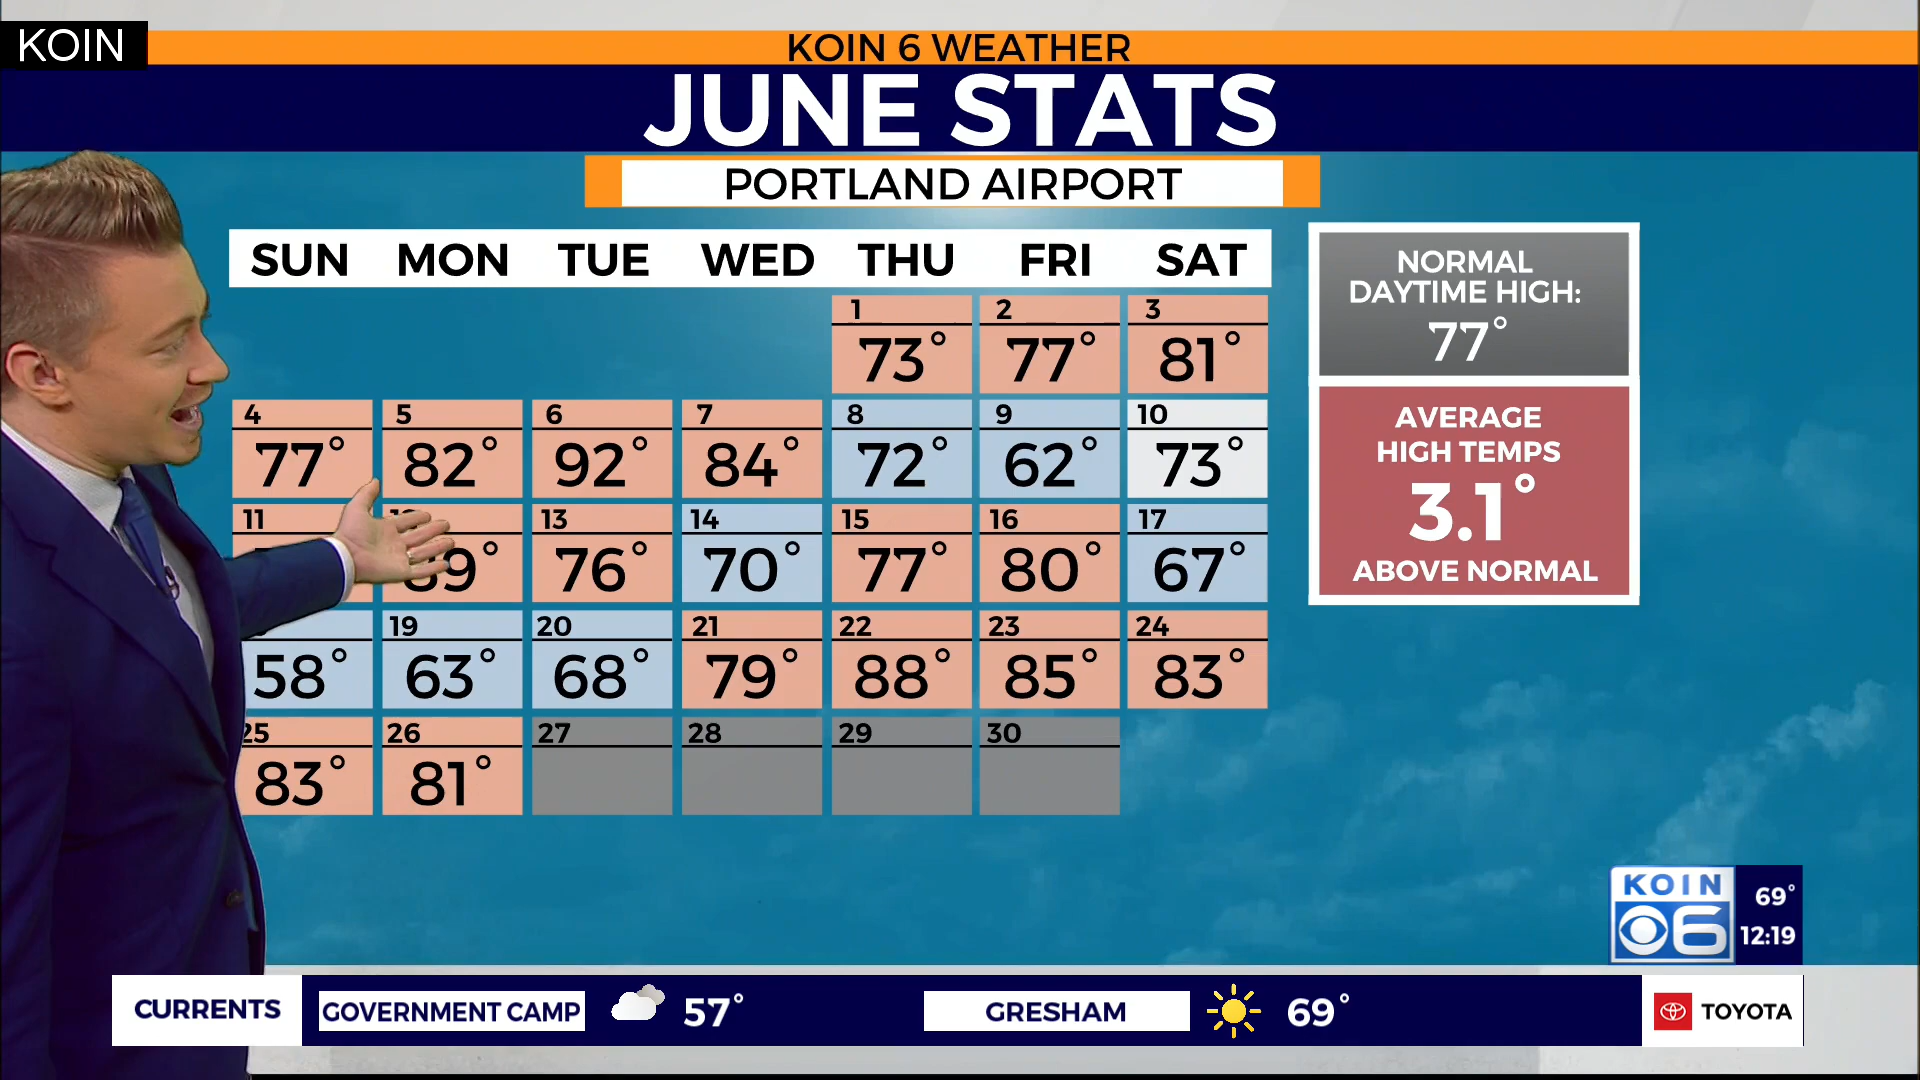 KOIN
KOIN 6 WEATHER
JUNE STATS
PORTLAND AIRPORT
SUN MON TUE WED THU FRI SAT
1 2 3
73° 77° 81°
4 5 6 7 8 9 10
77° 82° 92° 84° 72° 62° 73°
11 13 14 15 16 17
89° 76° 70° 77° 80° 67°
19 20 21 22 23 24
58° 63° 68° 79° 88° 85° 83°
25 26 27 28 29 30
83° 81°
NORMAL
DAYTIME HIGH:
77°
AVERAGE
HIGH TEMPS
3.1°
ABOVE NORMAL
KOIN
6
69°
12:19
CURRENTS GOVERNMENT CAMP 57° GRESHAM 69° TOYOTA